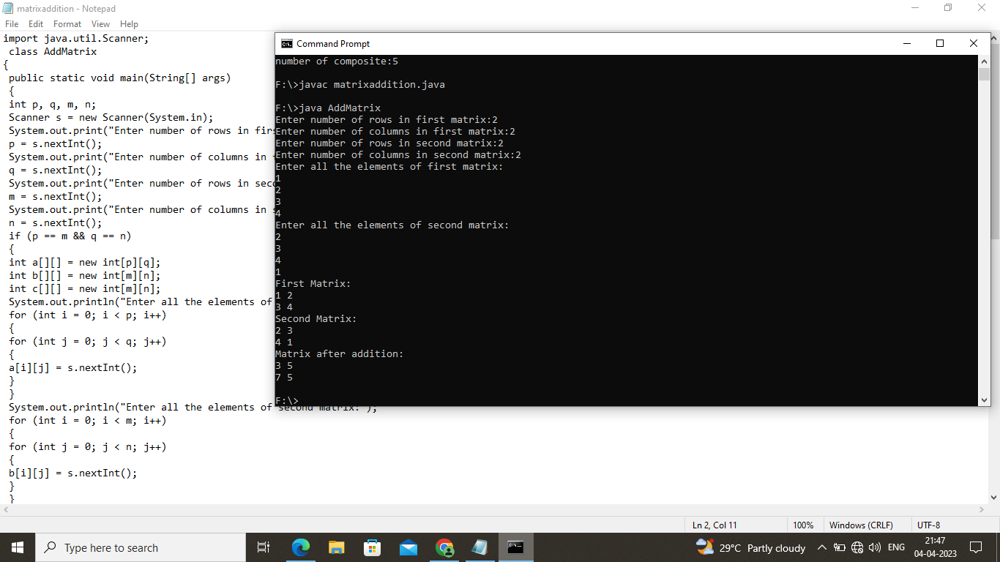 matrixaddition - Notepad
File Edit Format View Help
import java.util.Scanner;
class AddMatrix
{
public static void main(String[] args)
{
int p, q, m, n;
Scanner s = new Scanner(System.in);
System.out.print("Enter number of rows in firs
p = s.nextInt();
System.out.print("Enter number of columns in
q = s.nextInt();
System.out.print("Enter number of rows in seco
m = s.nextInt();
System.out.print("Enter number of columns in s
n = s.nextInt();
if (p == m && q == n)
{
int a[][] = new int[p][q];
int b[][] = new int[m][n];
int c[][] = new int[m][n];
System.out.println("Enter all the elements of
for (int i = 0; i < p; i++)
{
for (int j = 0; j < q; j++)
{
a[i][j] = s.nextInt();
}
}
System.out.println("Enter all the elements of second matrix:");
for (int i = 0; i < m; i++)
{
for (int j = 0; j < n; j++)
{
b[i][j] = s.nextInt();
}
}
Command Prompt
number of composite:5
F:\>javac matrixaddition.java
F:\>java AddMatrix
Enter number of rows in first matrix:2
Enter number of columns in first matrix:2
Enter number of rows in second matrix:2
Enter number of columns in second matrix:2
Enter all the elements of first matrix:
1
2
3
4
Enter all the elements of second matrix:
2
3
4
1
First Matrix:
1 2
3 4
Second Matrix:
2 3
4 1
Matrix after addition:
3 5
7 5
F:\>
Ln 2, Col 11 100% Windows (CRLF) UTF-8
Type here to search
29°C Partly cloudy ENG
21:47
04-04-2023